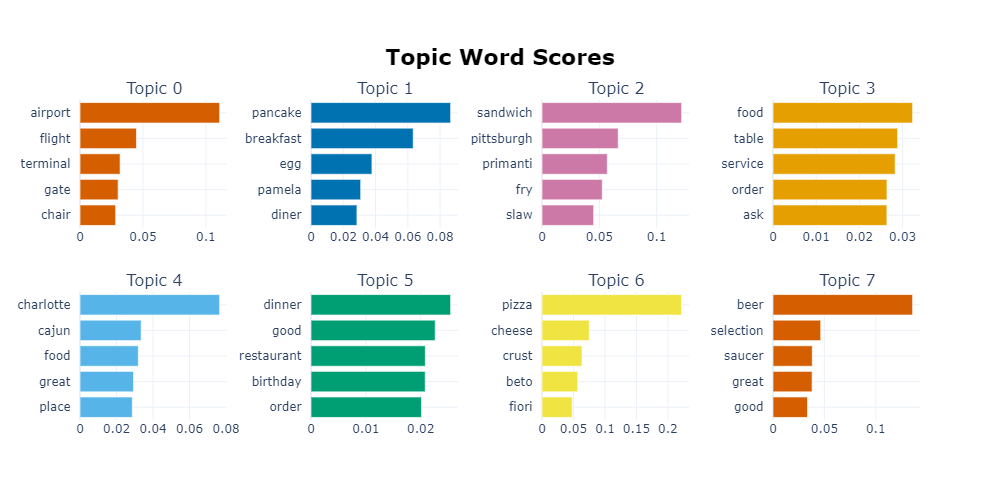 Topic Word Scores
Topic 0
airport
flight
terminal
gate
chair
0 0.05 0.1
Topic 1
pancake
breakfast
egg
pamela
diner
0 0.02 0.04 0.06 0.08
Topic 2
sandwich
pittsburgh
primanti
fry
slaw
0 0.05 0.1
Topic 3
food
table
service
order
ask
0 0.01 0.02 0.03
Topic 4
charlotte
cajun
food
great
place
0 0.02 0.04 0.06 0.08
Topic 5
dinner
good
restaurant
birthday
order
0 0.01 0.02
Topic 6
pizza
cheese
crust
beto
fiori
0 0.05 0.1 0.15 0.2
Topic 7
beer
selection
saucer
great
good
0 0.05 0.1